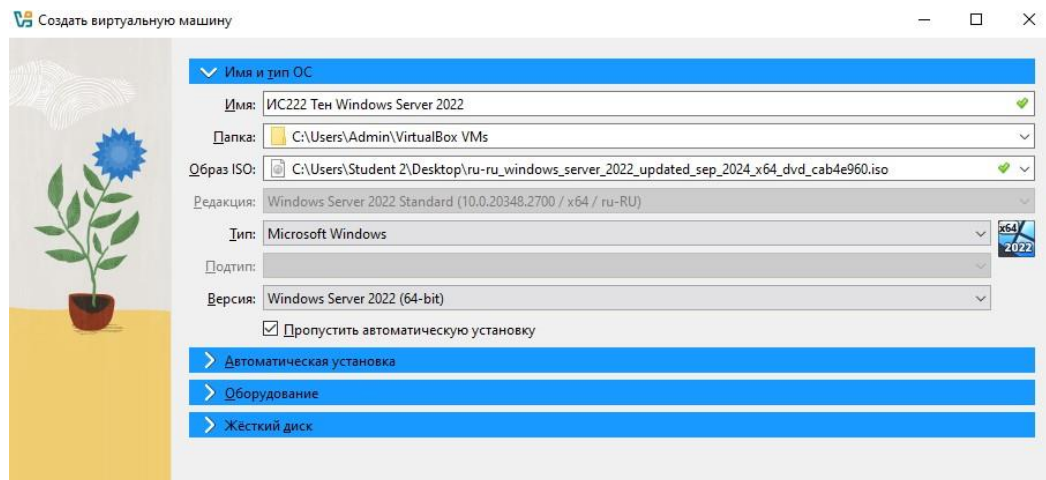 Создать виртуальную машину
Имя и тип ОС
Имя: ИС222 Тен Windows Server 2022
Папка: C:\Users\Admin\VirtualBox VMs
Образ ISO: C:\Users\Student 2\Desktop\ru-ru_windows_server_2022_updated_sep_2024_x64_dvd_cab4e960.iso
Редакция: Windows Server 2022 Standard (10.0.20348.2700 / x64 / ru-RU)
Тип: Microsoft Windows
x64
2022
Подтип:
Версия: Windows Server 2022 (64-bit)
Пропустить автоматическую установку
Автоматическая установка
Оборудование
Жёсткий диск